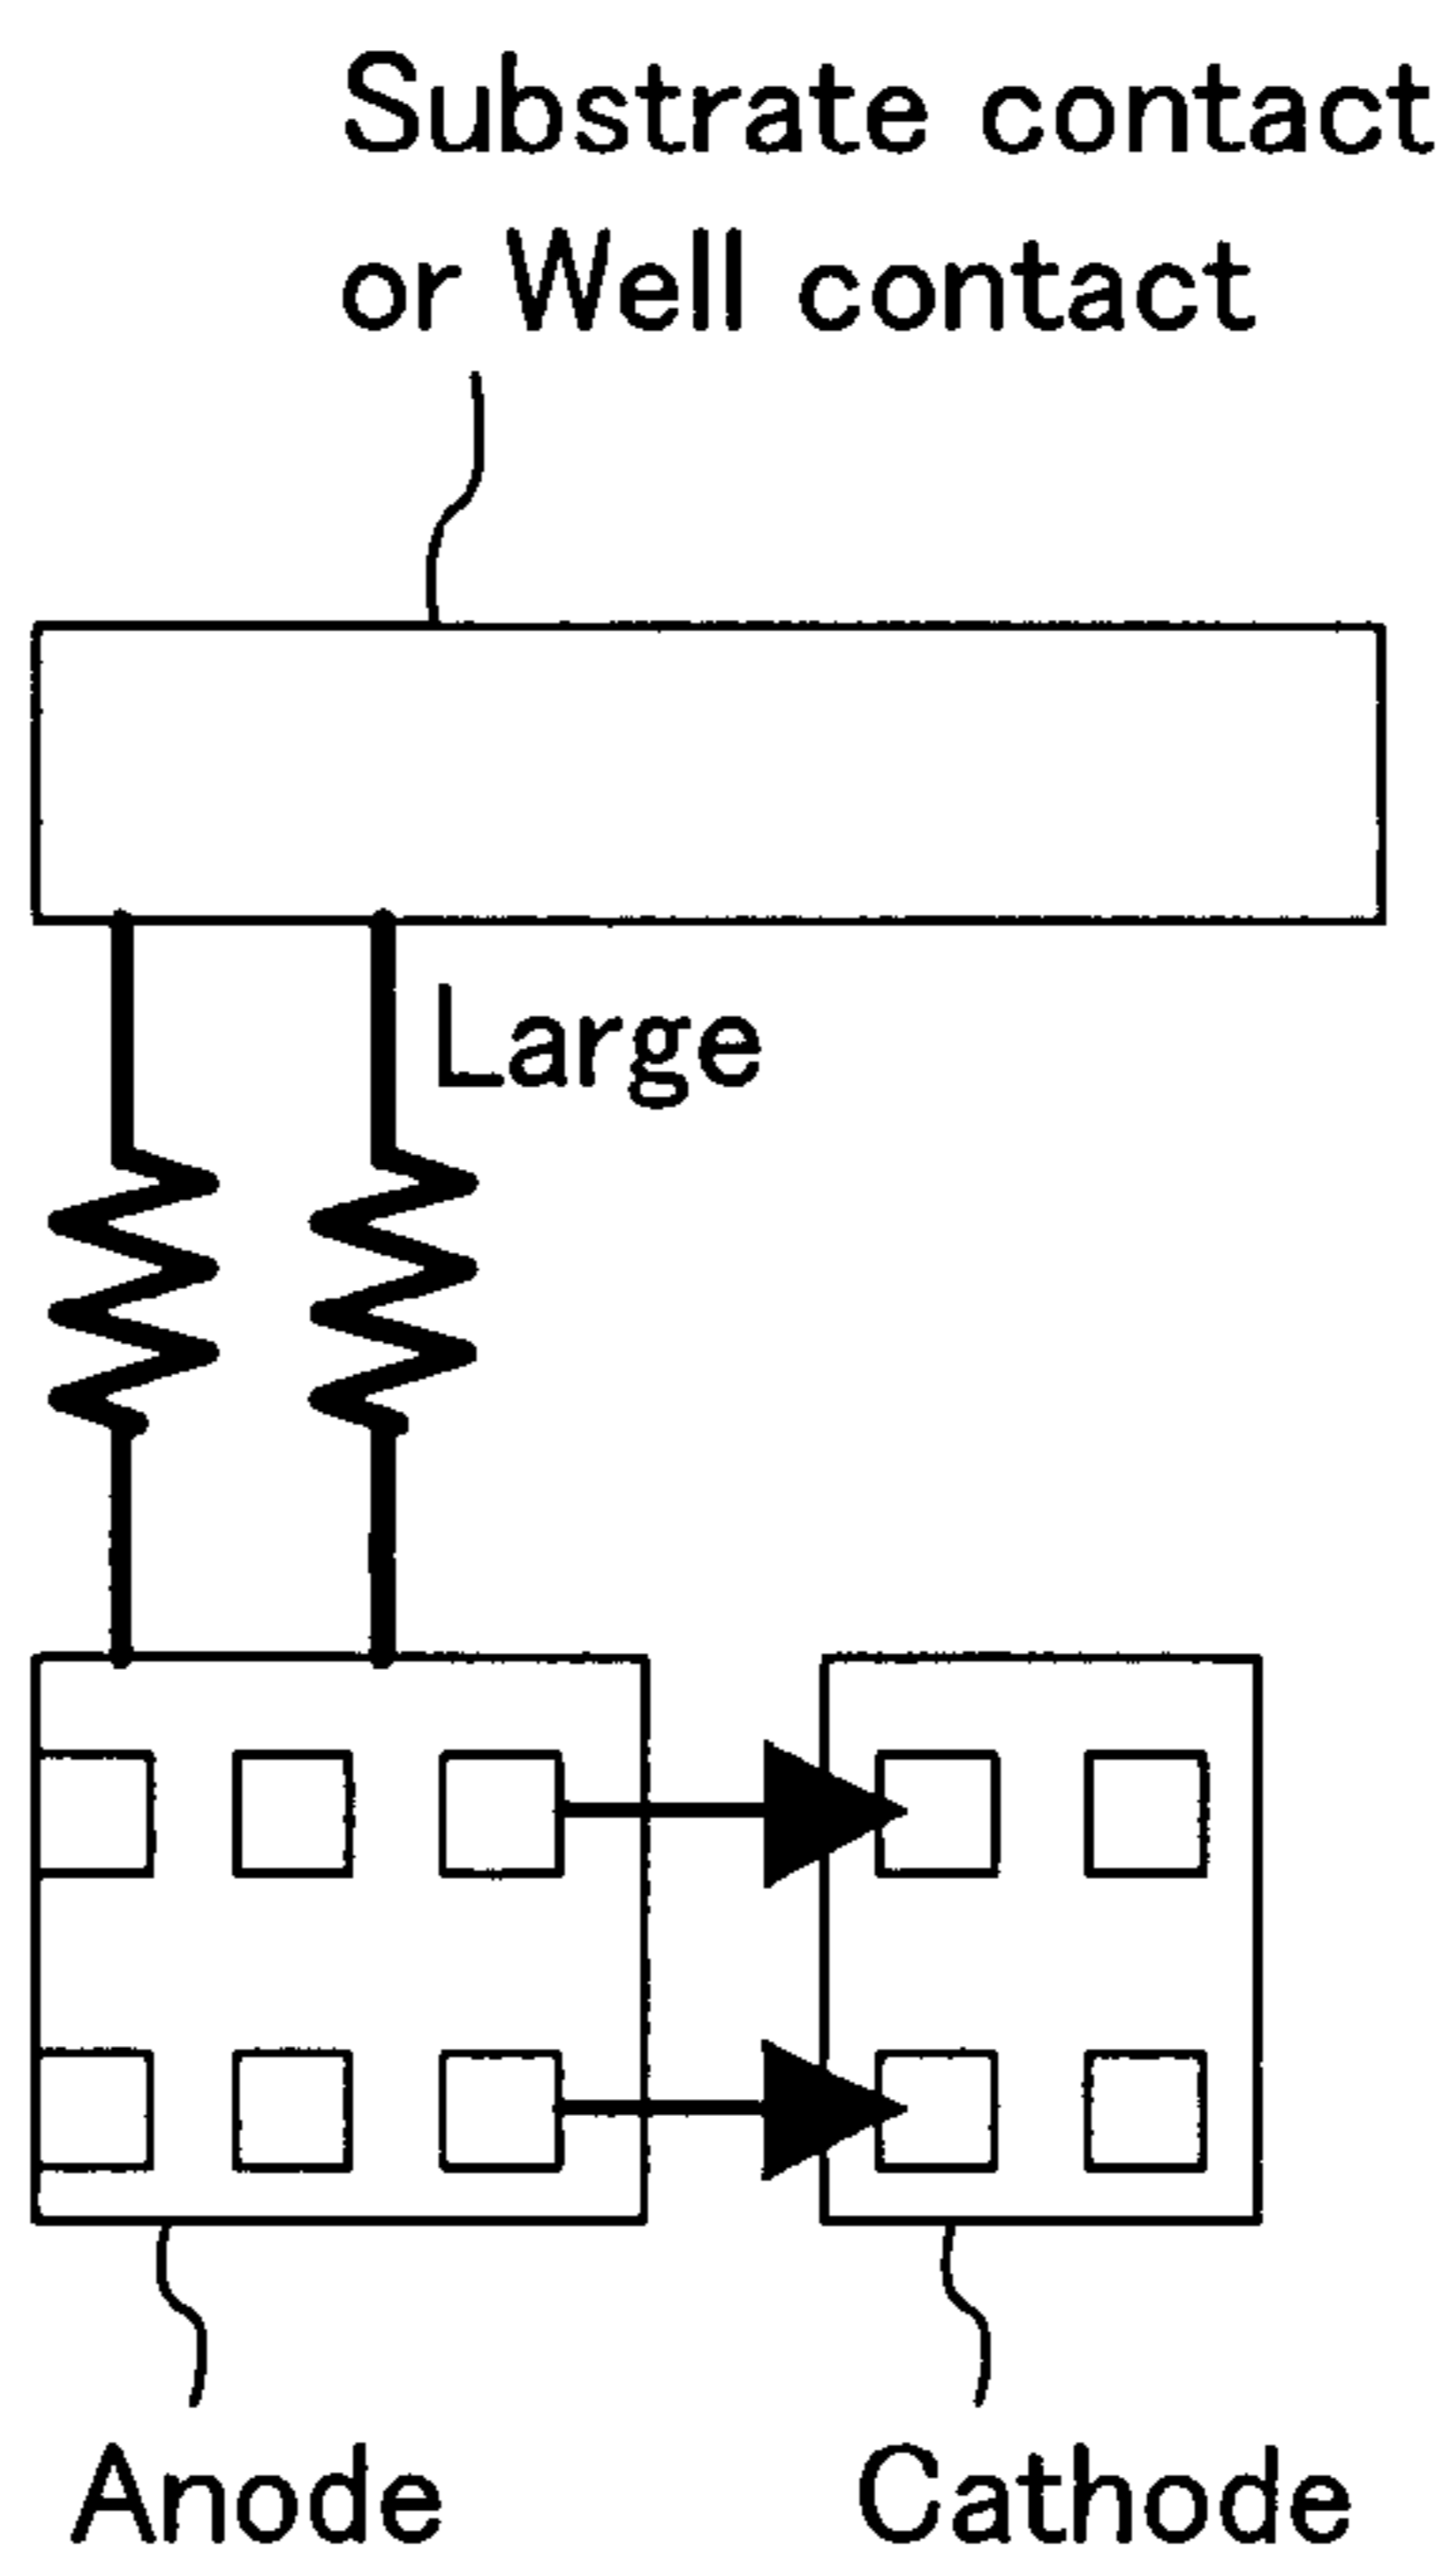 Substrate contact
or Well contact
Large
Anode
Cathode